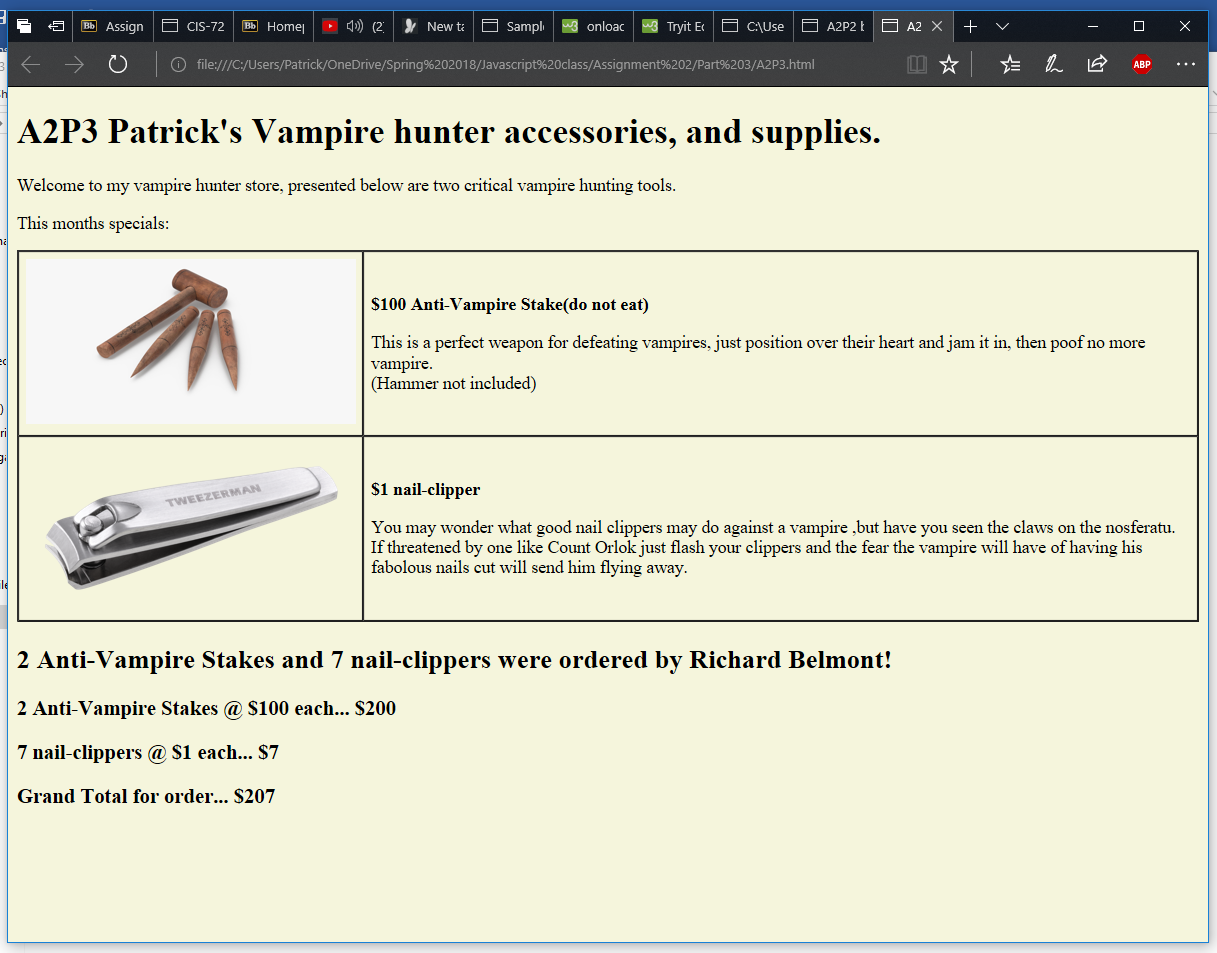 Assign
CIS-72
Home
(2
New ta
Sampl
onloac
Tryit Ec
C:\Use
A2P2 b
A2
file:///C:/Users/Patrick/OneDrive/Spring%202018/Javascript%20class/Assignment%202/Part%203/A2P3.html
ABP
A2P3 Patrick's Vampire hunter accessories, and supplies.
Welcome to my vampire hunter store, presented below are two critical vampire hunting tools.
This months specials:
$100 Anti-Vampire Stake(do not eat)
This is a perfect weapon for defeating vampires, just position over their heart and jam it in, then poof no more
vampire.
(Hammer not included)
TWEEZERMAN
$1 nail-clipper
You may wonder what good nail clippers may do against a vampire ,but have you seen the claws on the nosferatu.
If threatened by one like Count Orlok just flash your clippers and the fear the vampire will have of having his
fabolous nails cut will send him flying away.
2 Anti-Vampire Stakes and 7 nail-clippers were ordered by Richard Belmont!
2 Anti-Vampire Stakes @ $100 each... $200
7 nail-clippers @ $1 each... $7
Grand Total for order... $207